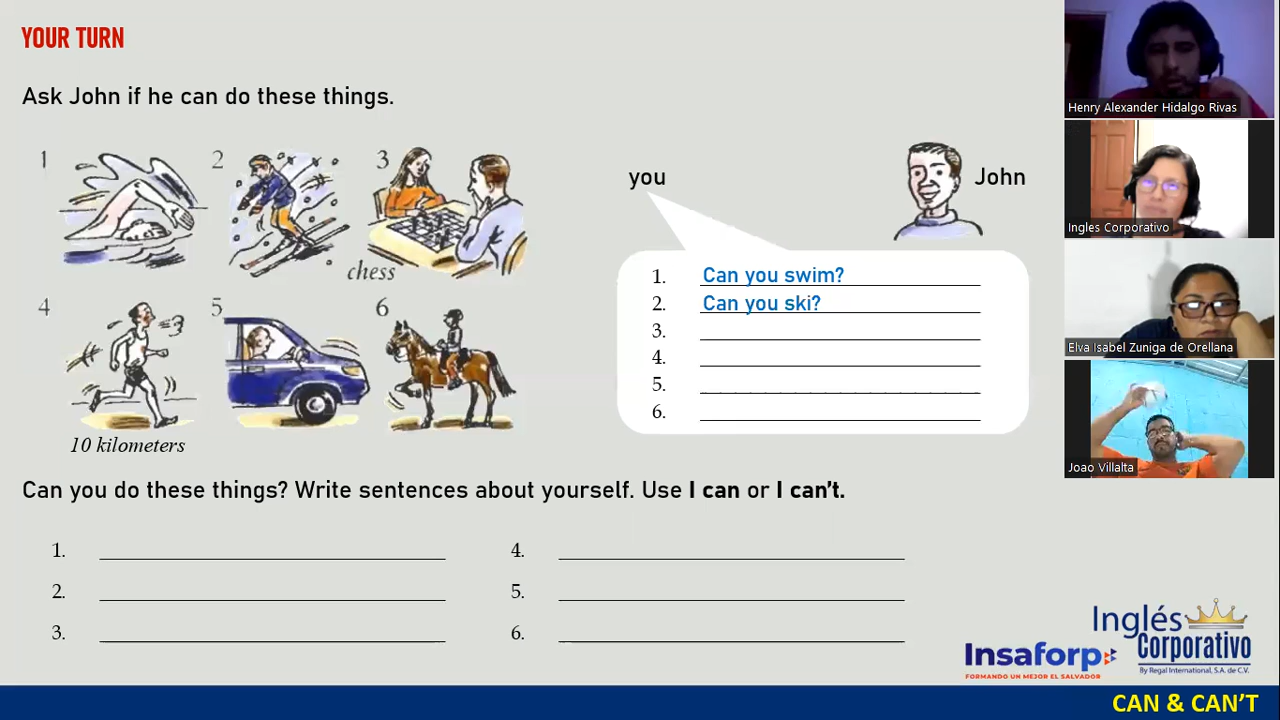 YOUR TURN
Ask John if he can do these things.
1
2
3
chess
4
5
6
10 kilometers
you
John
1. Can you swim?
2. Can you ski?
3.
4.
5.
6.
Can you do these things? Write sentences about yourself. Use I can or I can't.
1.
2.
3.
4.
5.
6.
Henry Alexander Hidalgo Rivas
Ingles Corporativo
Elva Isabel Zuniga de Orellana
Joao Villalta
Insaforp
FORMANDO UN MEJOR EL SALVADOR
Inglés
Corporativo
By Regal International, S.A. de C.V.
CAN & CAN'T